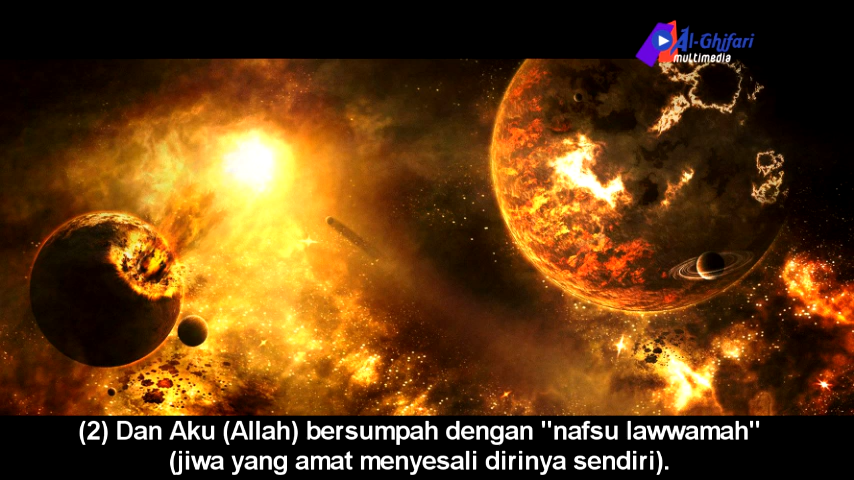 Al-Ghifari
multimedia
(2) Dan Aku (Allah) bersumpah dengan "nafsu lawwamah"
(jiwa yang amat menyesali dirinya sendiri).